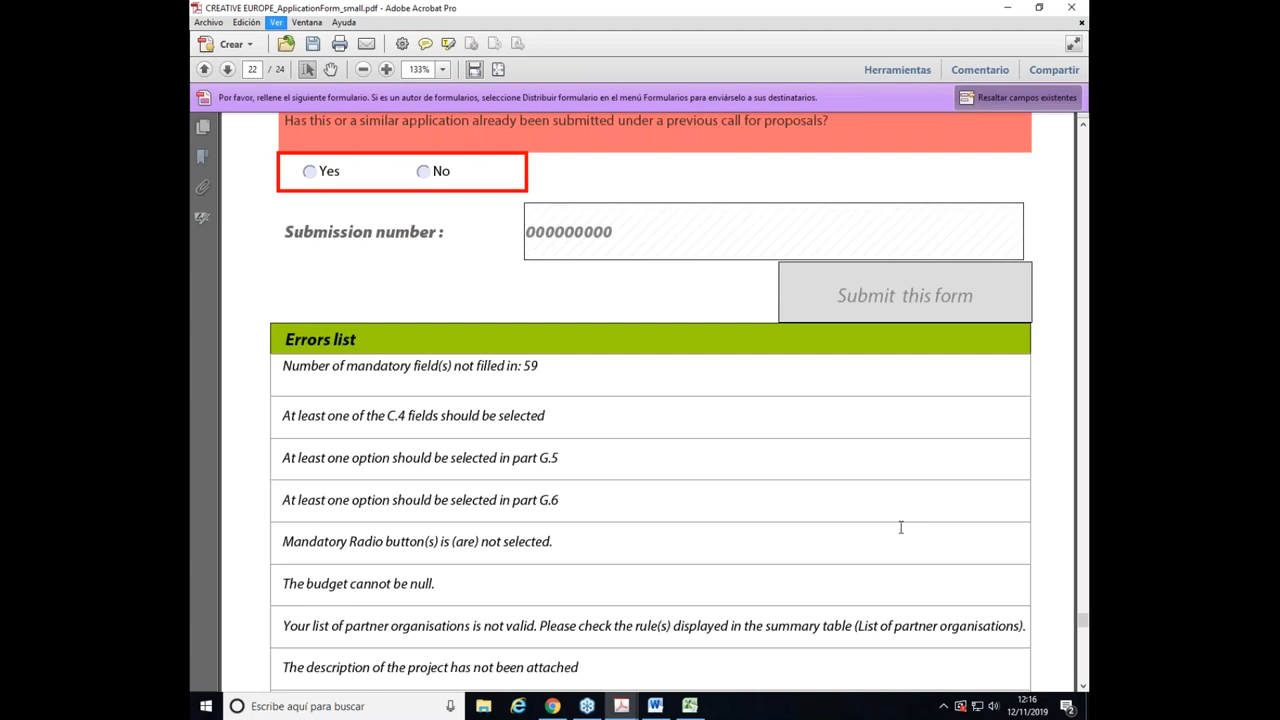 CREATIVE EUROPE_ApplicationForm_small.pdf - Adobe Acrobat Pro
Archivo Edición Ver Ventana Ayuda
Crear
22 / 24 133% Herramientas Comentario Compartir
Por favor, rellene el siguiente formulario. Si es un autor de formularios, seleccione Distribuir formulario en el menú Formularios para enviárselo a sus destinatarios. Resaltar campos existentes
Has this or a similar application already been submitted under a previous call for proposals?
Yes No
Submission number : 000000000
Submit this form
Errors list
Number of mandatory field(s) not filled in: 59
At least one of the C.4 fields should be selected
At least one option should be selected in part G.5
At least one option should be selected in part G.6
Mandatory Radio button(s) is (are) not selected.
The budget cannot be null.
Your list of partner organisations is not valid. Please check the rule(s) displayed in the summary table (List of partner organisations).
The description of the project has not been attached
Escribe aquí para buscar
12:16
12/11/2019
2